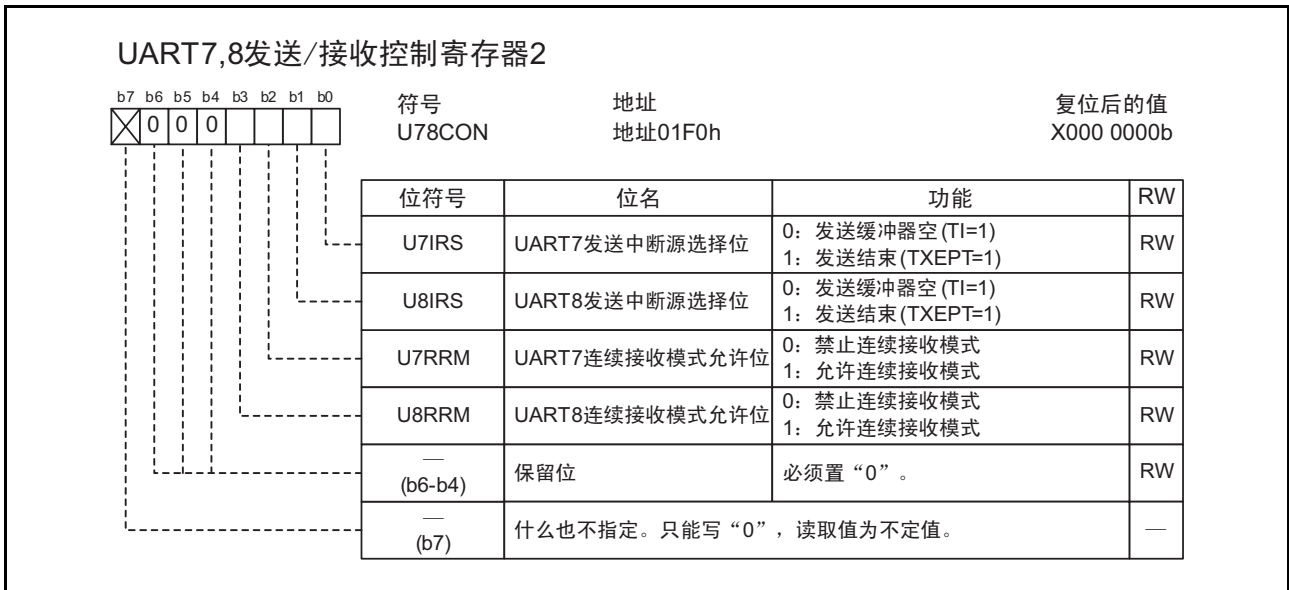 UART7,8发送/接收控制寄存器2
b7 b6 b5 b4 b3 b2 b1 b0
0 0 0
符号 地址 复位后的值
U78CON 地址01F0h X000 0000b
位符号 位名 功能 RW
U7IRS UART7发送中断源选择位 0：发送缓冲器空(TI=1) RW
1：发送结束(TXEPT=1)
U8IRS UART8发送中断源选择位 0：发送缓冲器空(TI=1) RW
1：发送结束(TXEPT=1)
U7RRM UART7连续接收模式允许位 0：禁止连续接收模式 RW
1：允许连续接收模式
U8RRM UART8连续接收模式允许位 0：禁止连续接收模式 RW
1：允许连续接收模式
—
(b6-b4) 保留位 必须置“0”。 RW
—
(b7) 什么也不指定。只能写“0”，读取值为不定值。 —